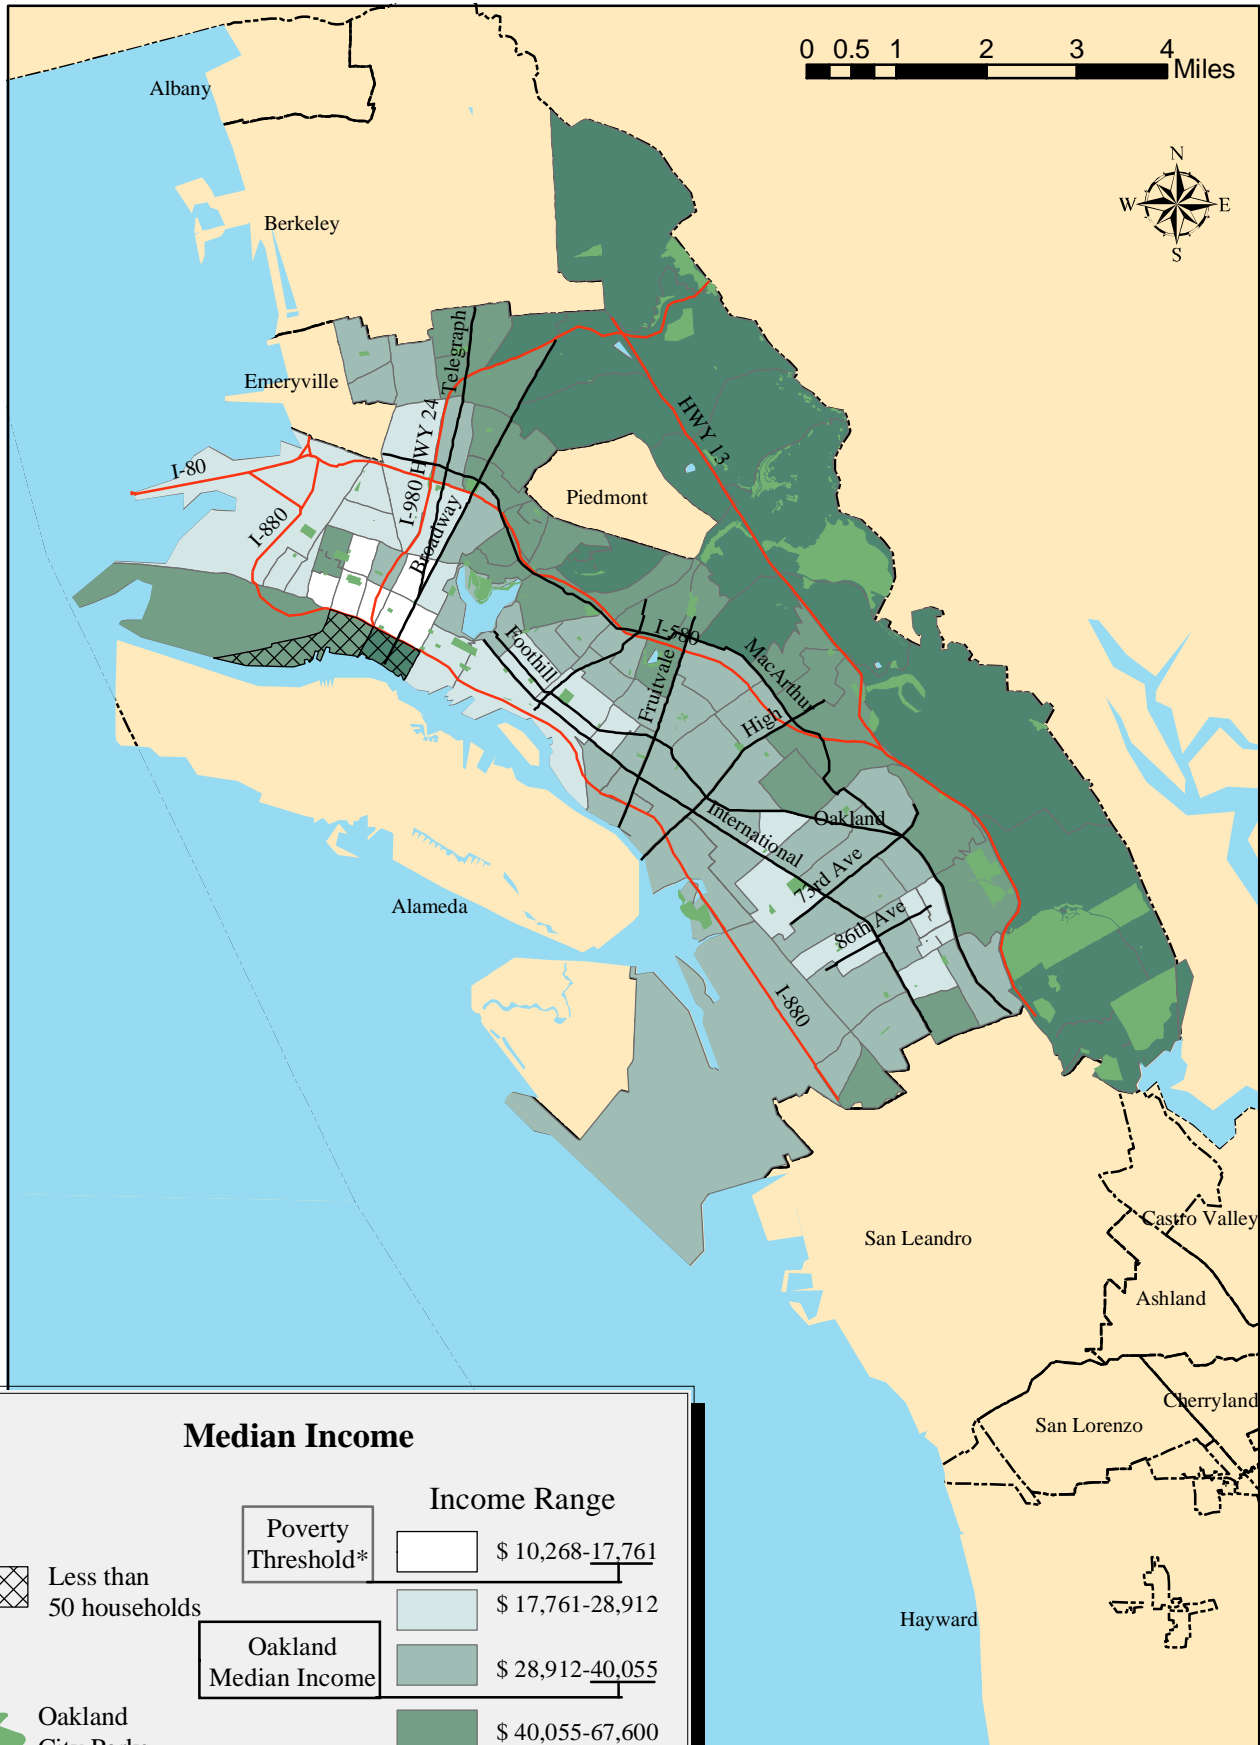 0 0.5 1 2 3 4
Miles
Albany
N
W E
S
Berkeley
Telegraph
Emeryville
HWY 24
HWY 13
I-80
Piedmont
I-980
I-880
Broadway
I-580
Foothill
MacArthur
Fruitvale
High
International
Oakland
73rd Ave
Alameda
86th Ave
I-880
San Leandro
Castro Valley
Ashland
Cherryland
San Lorenzo
Hayward
Median Income
Income Range
Poverty
Threshold*
$ 10,268-17,761
Less than
50 households
$ 17,761-28,912
Oakland
Median Income
$ 28,912-40,055
Oakland
City Parks
$ 40,055-67,600